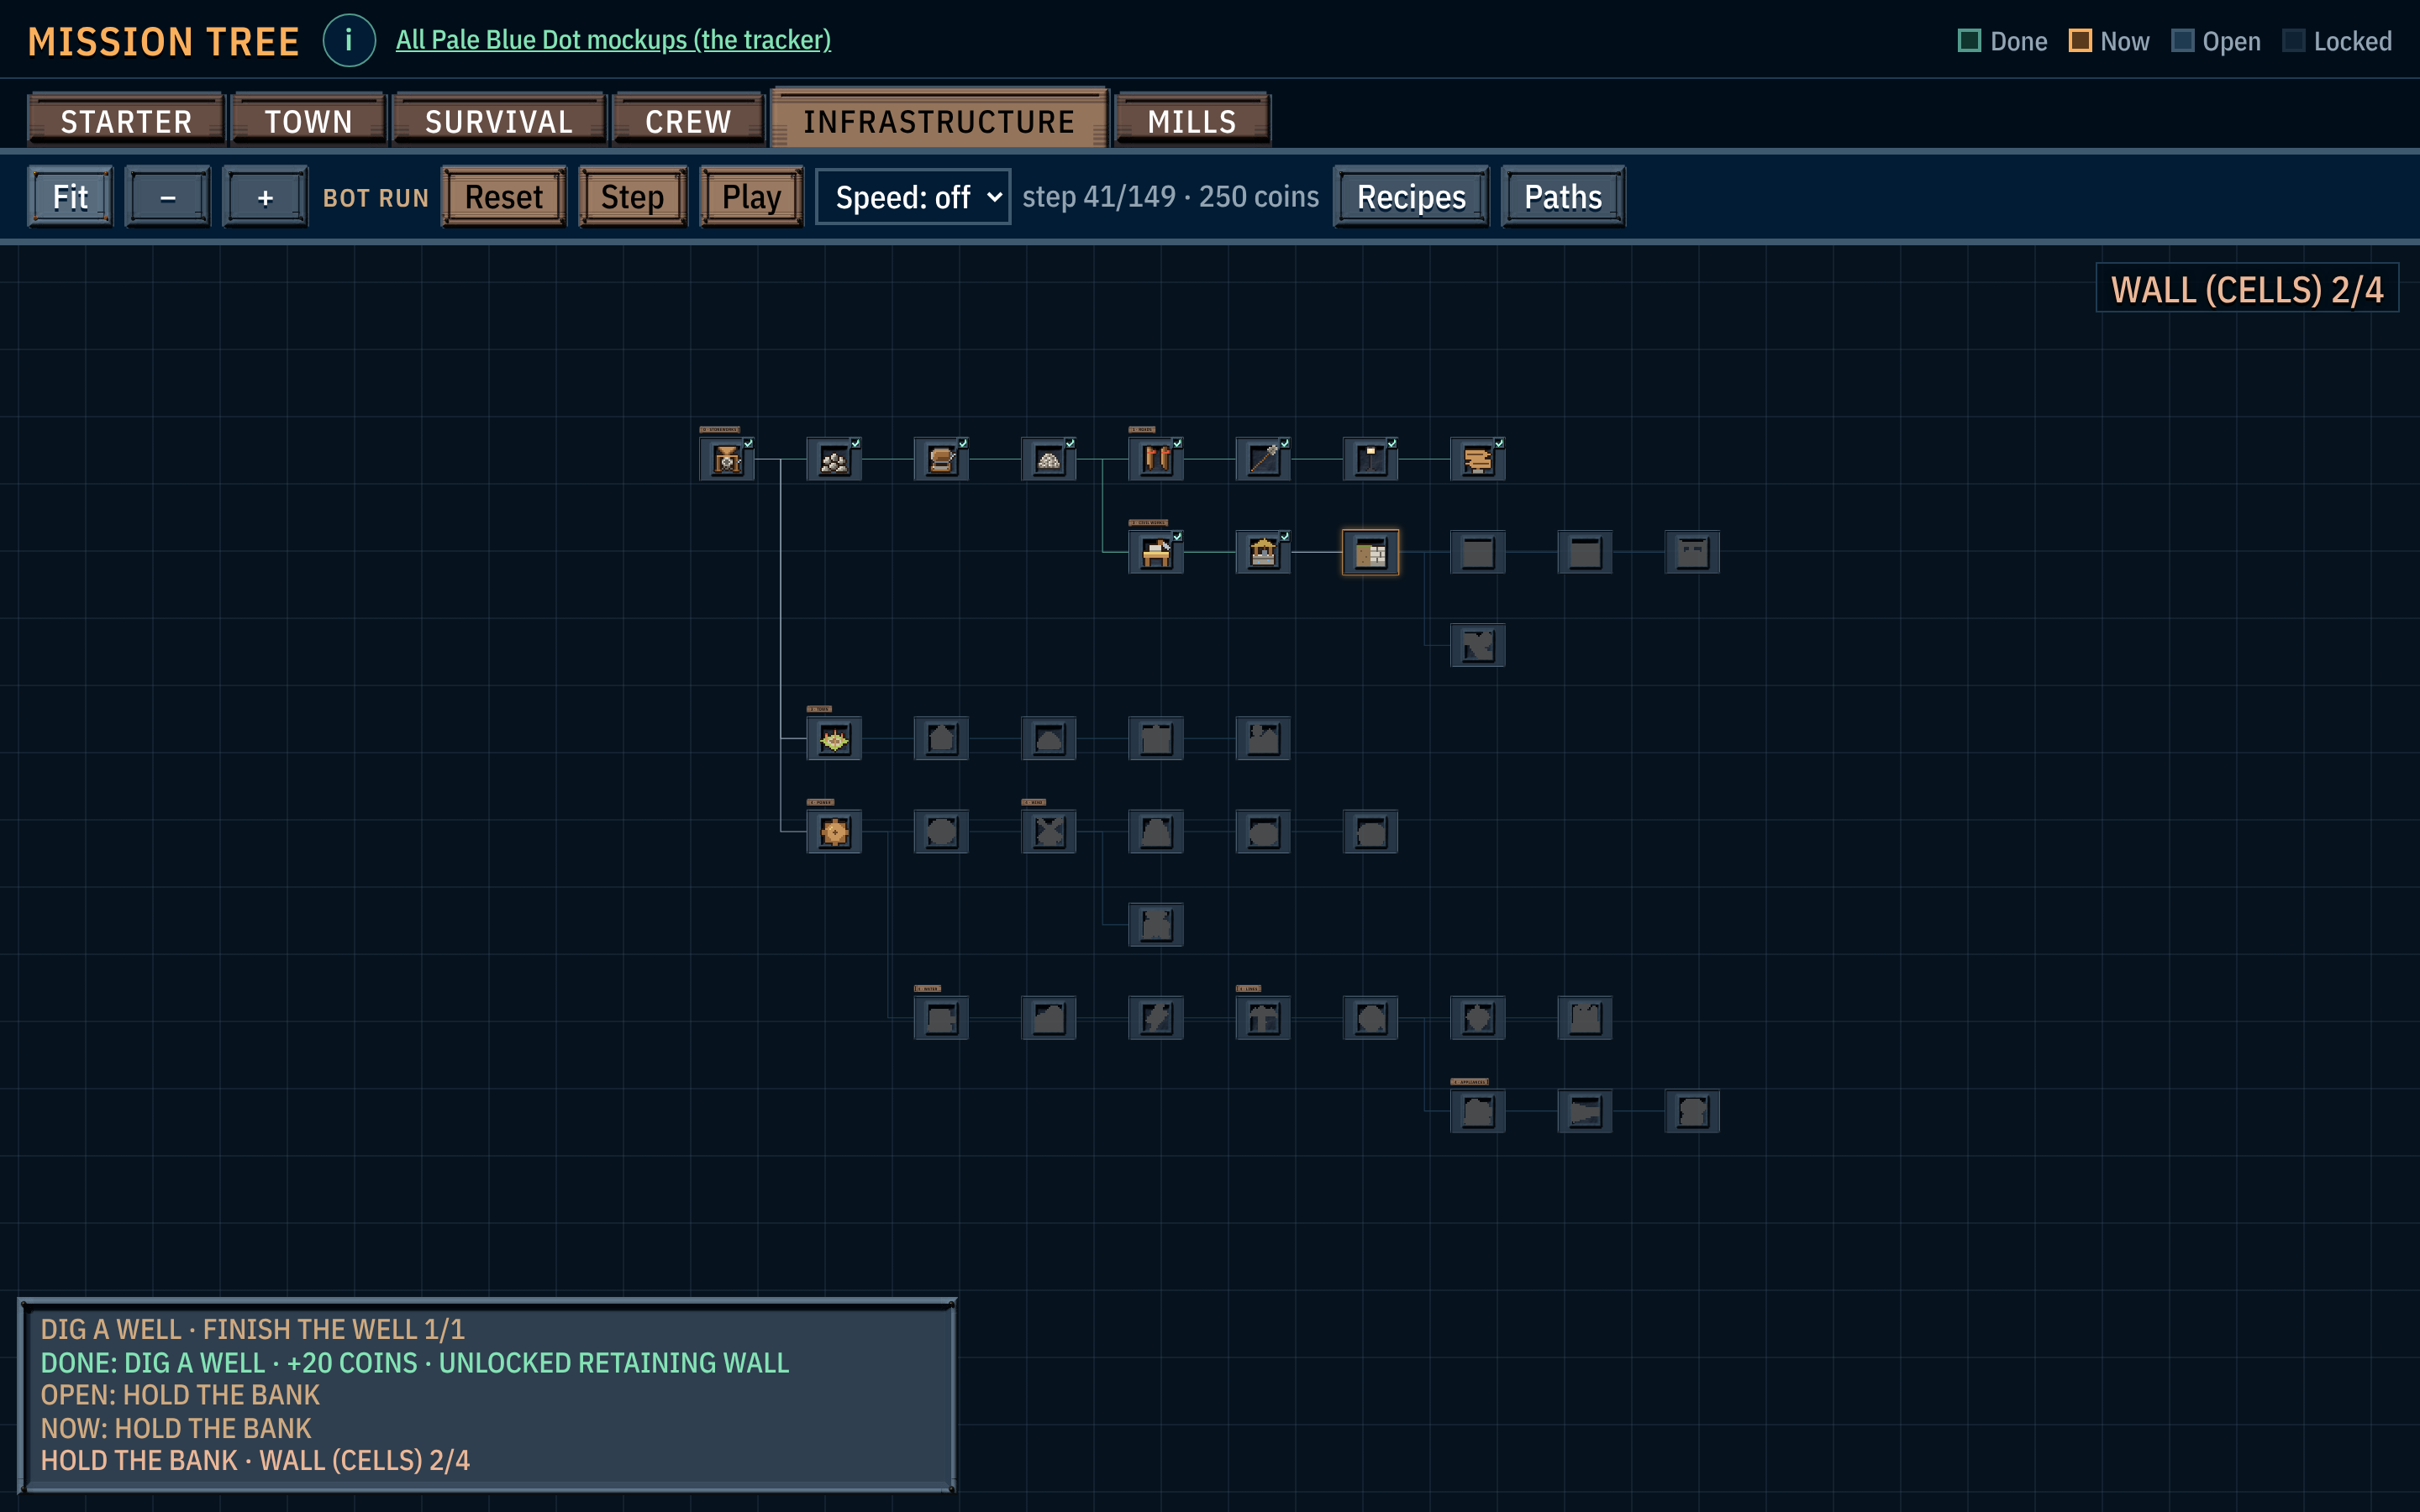 MISSION TREE
i
All Pale Blue Dot mockups (the tracker)
Done
Now
Open
Locked
STARTER
TOWN
SURVIVAL
CREW
INFRASTRUCTURE
MILLS
Fit
−
+
BOT RUN
Reset
Step
Play
Speed: off
step 41/149 · 250 coins
Recipes
Paths
WALL (CELLS) 2/4
DIG A WELL · FINISH THE WELL 1/1
DONE: DIG A WELL · +20 COINS · UNLOCKED RETAINING WALL
OPEN: HOLD THE BANK
NOW: HOLD THE BANK
HOLD THE BANK · WALL (CELLS) 2/4